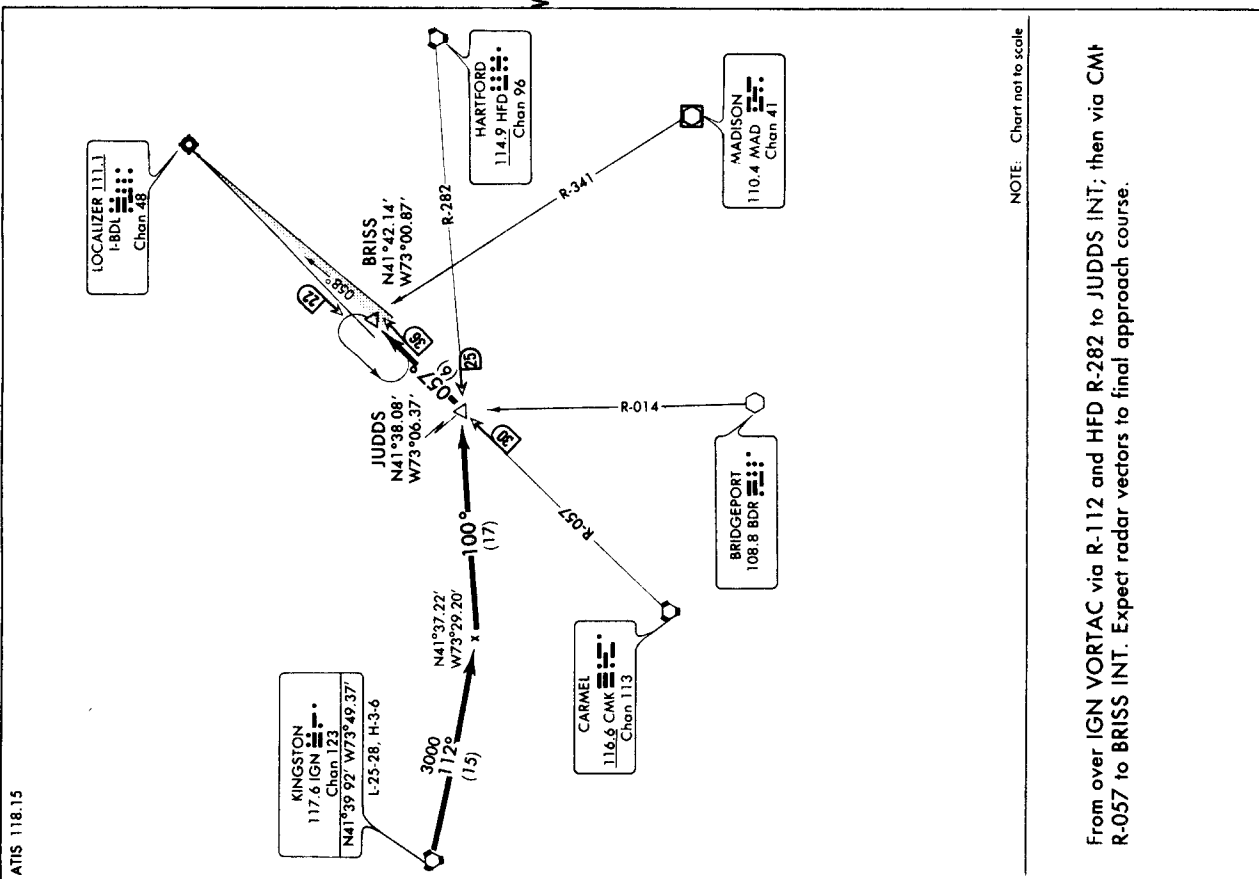 ATIS 118.15
LOCALIZER 111.1
I-BDL
Chan 48
HARTFORD
114.9 HFD
Chan 96
MADISON
110.4 MAD
Chan 41
22
058°
BRISS
N41°42.14'
W73°00.87'
R-282
R-341
36
057°
(6)
25
JUDDS
N41°38.08'
W73°06.37'
R-014
30
R-057
BRIDGEPORT
108.8 BDR
100°
(17)
N41°37.22'
W73°29.20'
x
CARMEL
116.6 CMK
Chan 113
KINGSTON
117.6 IGN
Chan 123
N41°39 92' W73°49.37'
L-25-28, H-3-6
3000
112°
(15)
NOTE: Chart not to scale
From over IGN VORTAC via R-112 and HFD R-282 to JUDDS INT; then via CMK
R-057 to BRISS INT. Expect radar vectors to final approach course.